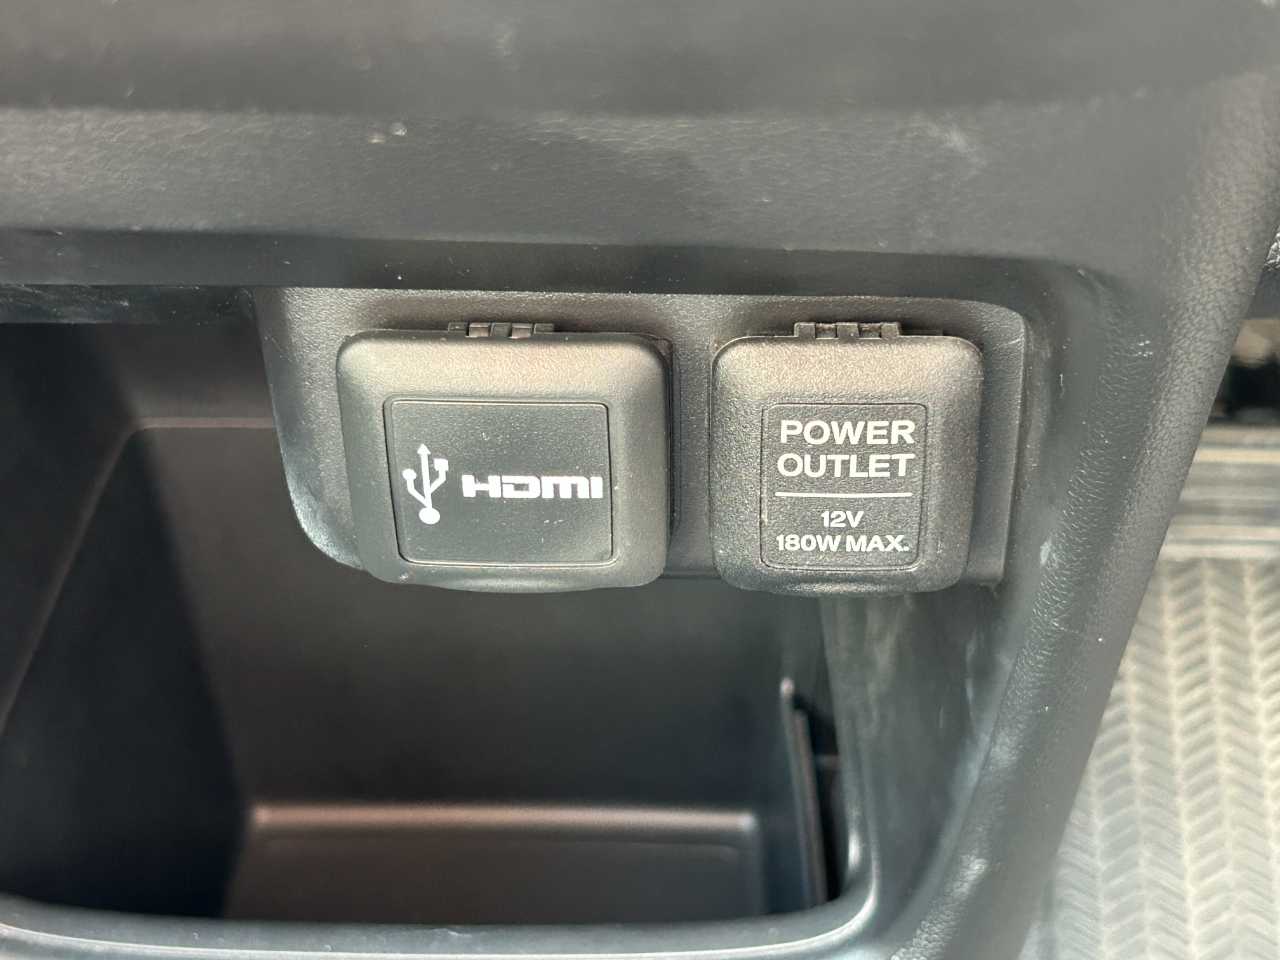 HDMI
POWER
OUTLET
12V
180W MAX.